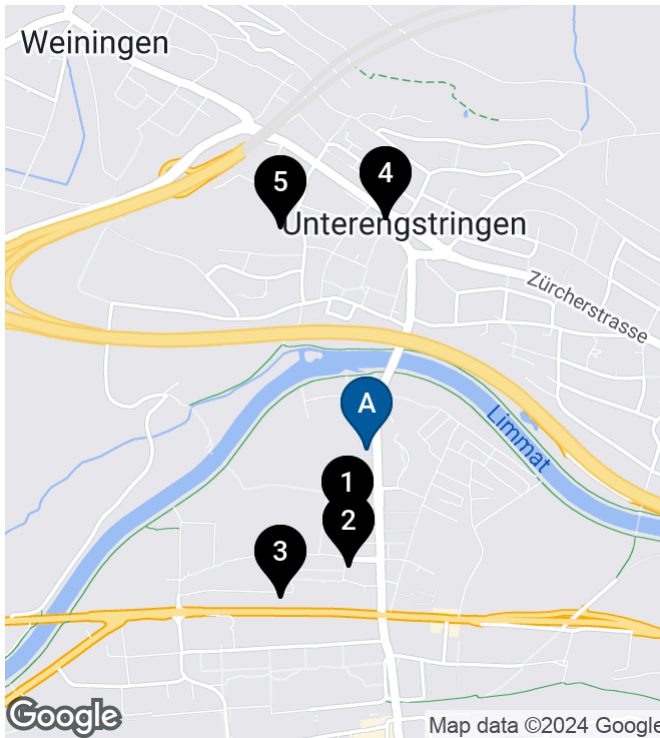 Weiningen
5
4
Unterengstringen
Zürcherstrasse
A
Limmat
1
2
3
Google
Map data ©2024 Google